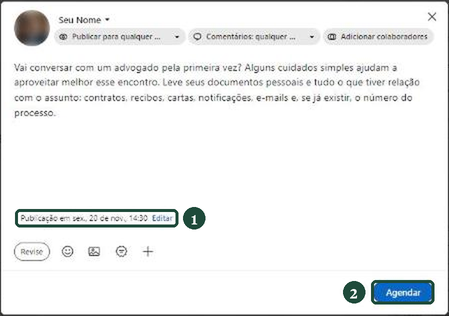 Seu Nome
Publicar para qualquer ...
Comentários: qualquer ...
Adicionar colaboradores
Vai conversar com um advogado pela primeira vez? Alguns cuidados simples ajudam a
aproveitar melhor esse encontro. Leve seus documentos pessoais e tudo o que tiver relação
com o assunto: contratos, recibos, cartas, notificações, e-mails e, se já existir, o número do
processo.
Publicação em sex., 20 de nov., 14:30. Editar
1
Revise
2
Agendar